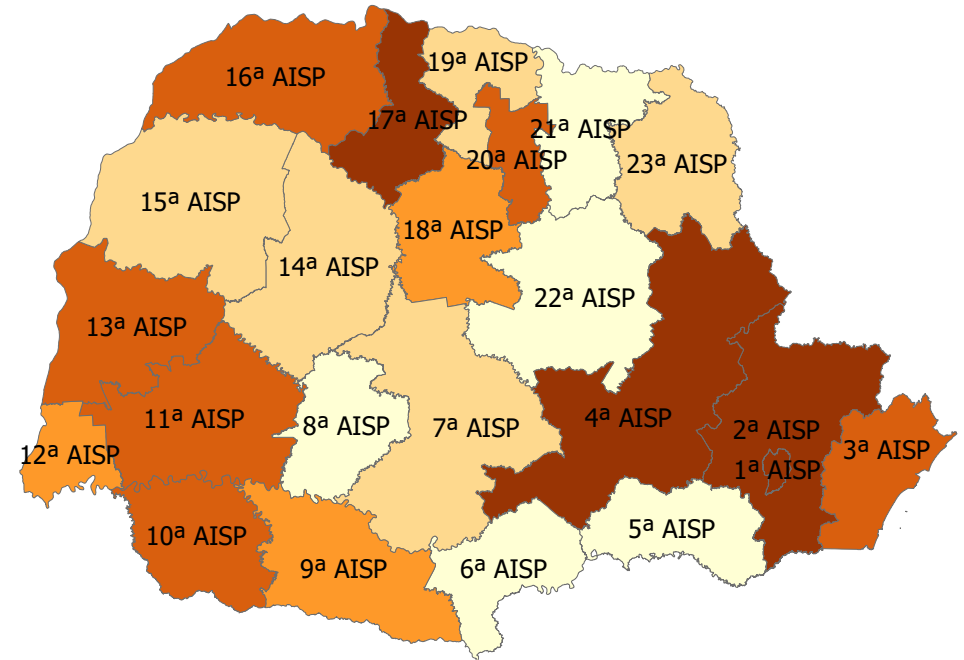 19ª AISP
16ª AISP
17ª AISP
21ª AISP
20ª AISP
23ª AISP
15ª AISP
18ª AISP
14ª AISP
22ª AISP
13ª AISP
11ª AISP
4ª AISP
8ª AISP
7ª AISP
2ª AISP
3ª AISP
12ª AISP
1ª AISP
5ª AISP
10ª AISP
9ª AISP
6ª AISP